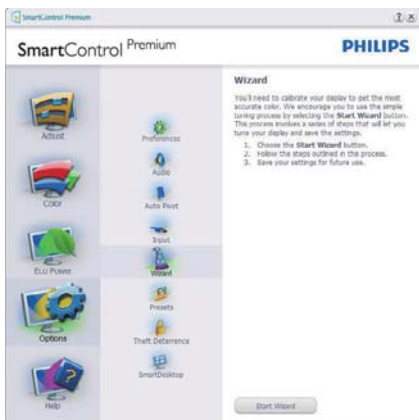 SmartControl Premium
SmartControl Premium
PHILIPS
Adjust
Color
Eco Power
Options
Help
Preferences
Audio
Auto Pivot
Input
Wizard
Presets
Theft Deterrence
SmartDesktop
Wizard
You'll need to calibrate your display to get the most
accurate color. We encourage you to use the simple
tuning process by selecting the Start Wizard button.
This process involves a series of steps that will let you
tune your display and save the settings.
1. Choose the Start Wizard button.
2. Follow the steps outlined in the process.
3. Save your settings for future use.
Start Wizard